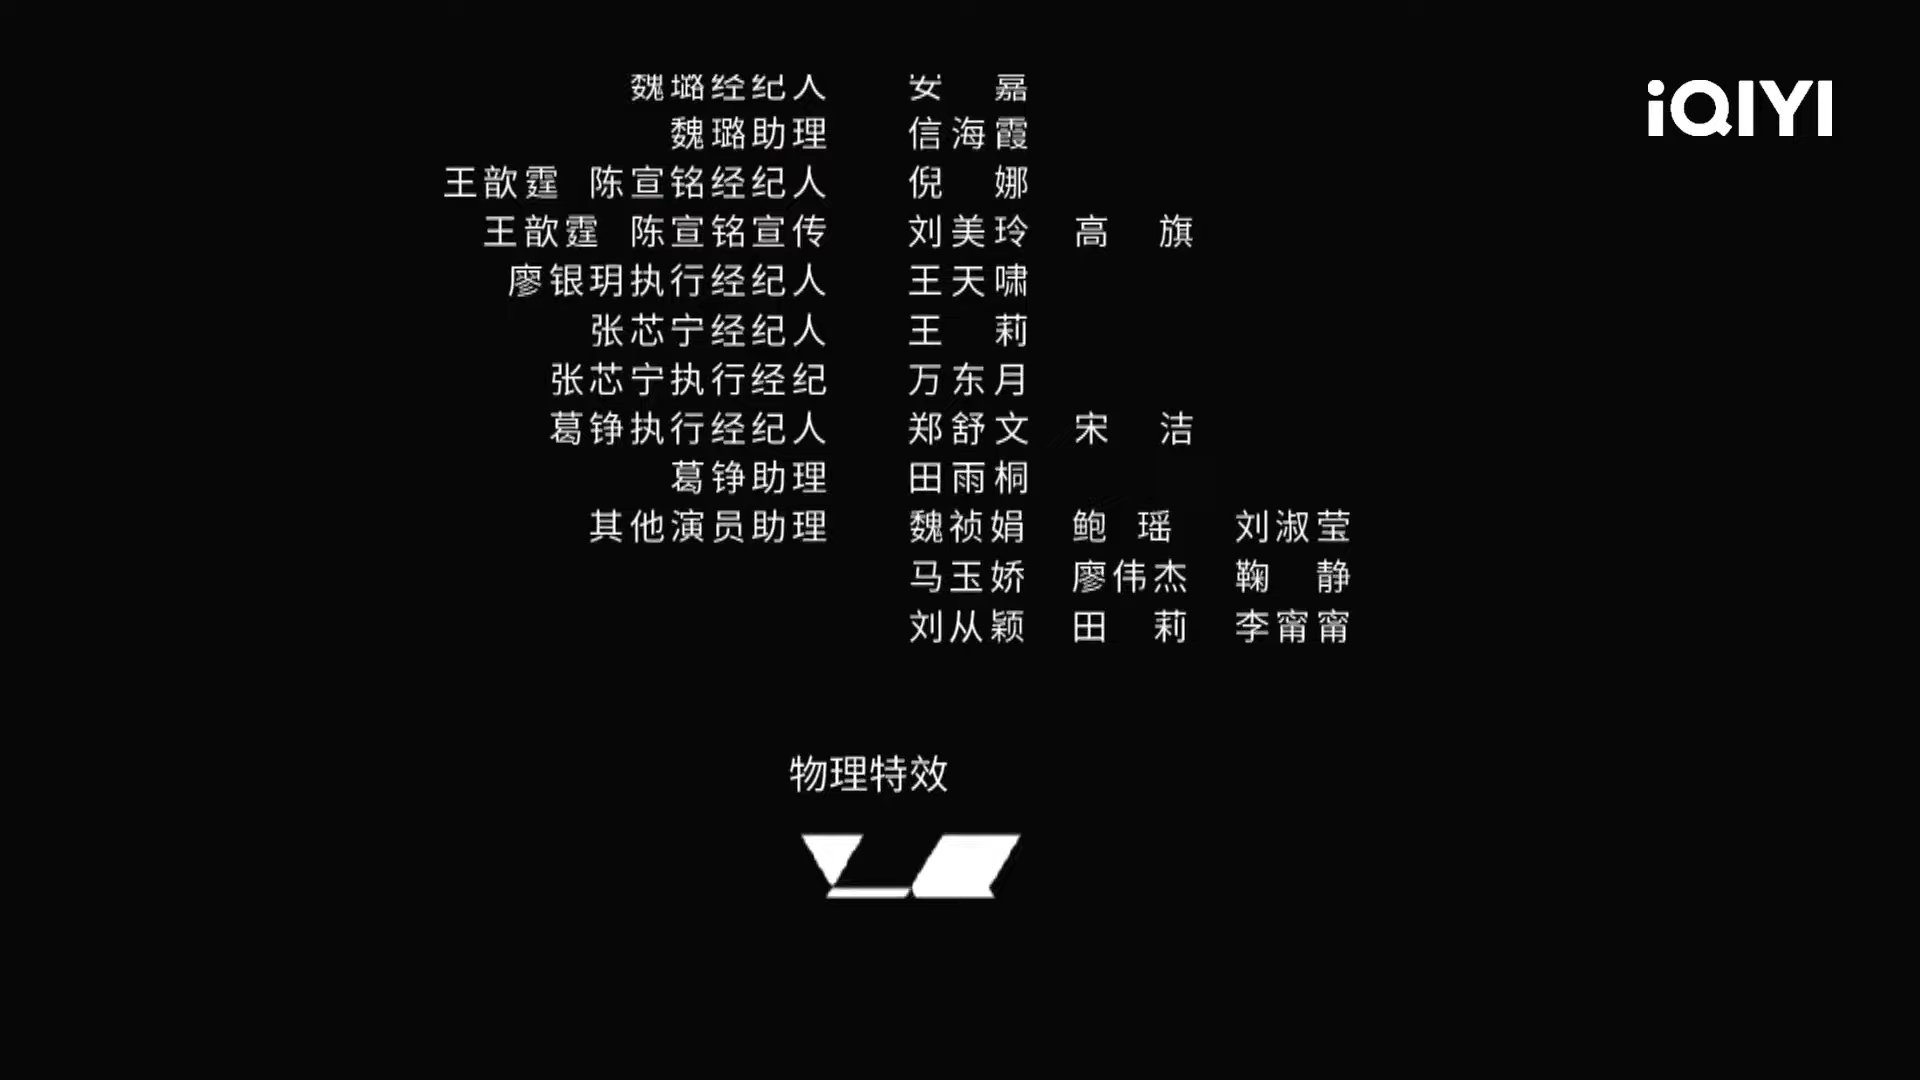 魏璐经纪人 安 嘉
iQIYI
魏璐助理 信海霞
王歆霆 陈宣铭经纪人 倪 娜
王歆霆 陈宣铭宣传 刘美玲 高 旗
廖银玥执行经纪人 王天啸
张芯宁经纪人 王 莉
张芯宁执行经纪 万东月
葛铮执行经纪人 郑舒文 宋 洁
葛铮助理 田雨桐
其他演员助理 魏祯娟 鲍 瑶 刘淑莹
马玉娇 廖伟杰 鞠 静
刘从颖 田 莉 李甯甯
物理特效